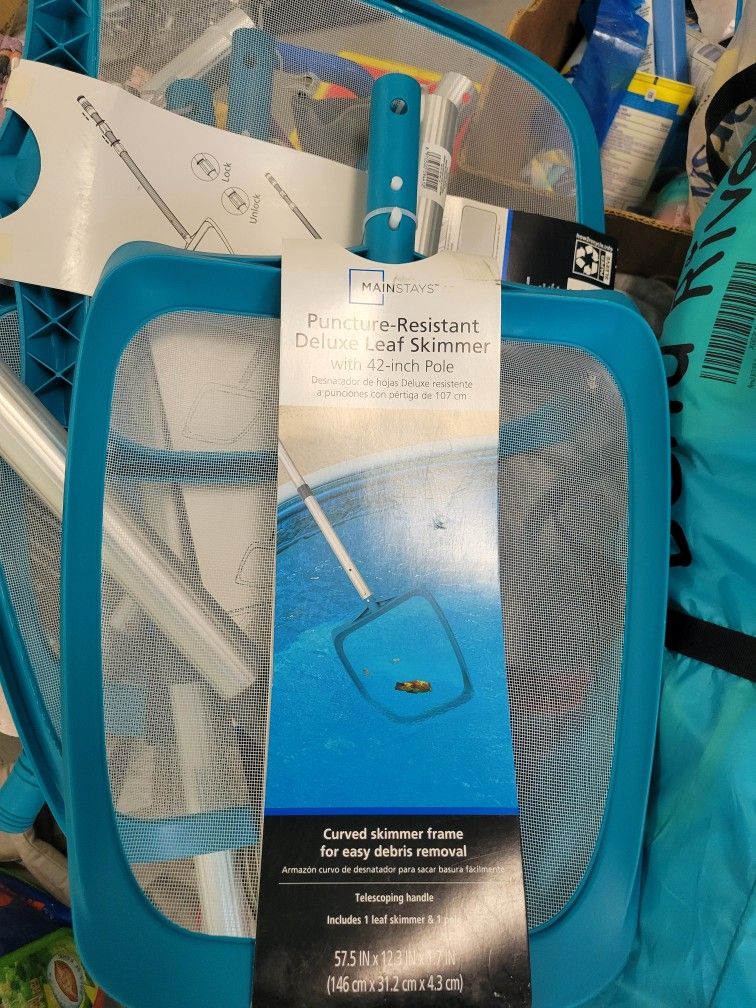 Lock
Unlock
MAINSTAYS™
Puncture-Resistant
Deluxe Leaf Skimmer
with 42-inch Pole
Desnatador de hojas Deluxe resistente
a punciones con pértiga de 107 cm
Curved skimmer frame
for easy debris removal
Armazón curvo de desnatador para sacar basura fácilmente
Telescoping handle
Includes 1 leaf skimmer & 1 pole
57.5 IN x 12.3 IN x 1.7 IN
(146 cm x 31.2 cm x 4.3 cm)